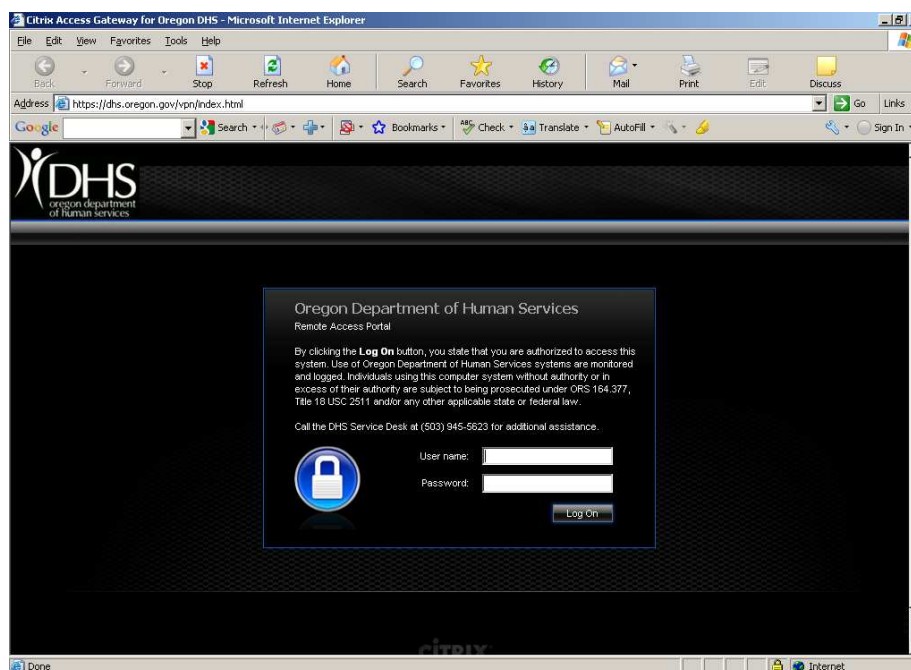 Citrix Access Gateway for Oregon DHS - Microsoft Internet Explorer
File Edit View Favorites Tools Help
Back Forward Stop Refresh Home Search Favorites History Mail Print Edit Discuss
Address https://dhs.oregon.gov/vpn/index.html Go Links
Google Search Bookmarks ABC Check Translate AutoFill Sign In
DHS
oregon department
of human services
Oregon Department of Human Services
Remote Access Portal
By clicking the Log On button, you state that you are authorized to access this
system. Use of Oregon Department of Human Services systems are monitored
and logged. Individuals using this computer system without authority or in
excess of their authority are subject to being prosecuted under ORS 164.377,
Title 18 USC 2511 and/or any other applicable state or federal law.
Call the DHS Service Desk at (503) 945-5623 for additional assistance.
User name:
Password:
Log On
CITRIX
Done Internet